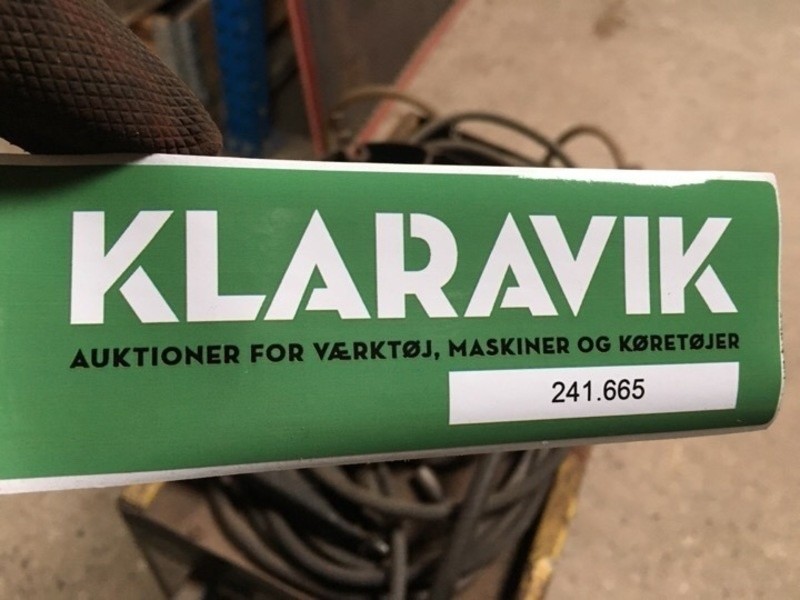 KLARAVIK
AUKTIONER FOR VÆRKTØJ, MASKINER OG KØRETØJER
241.665